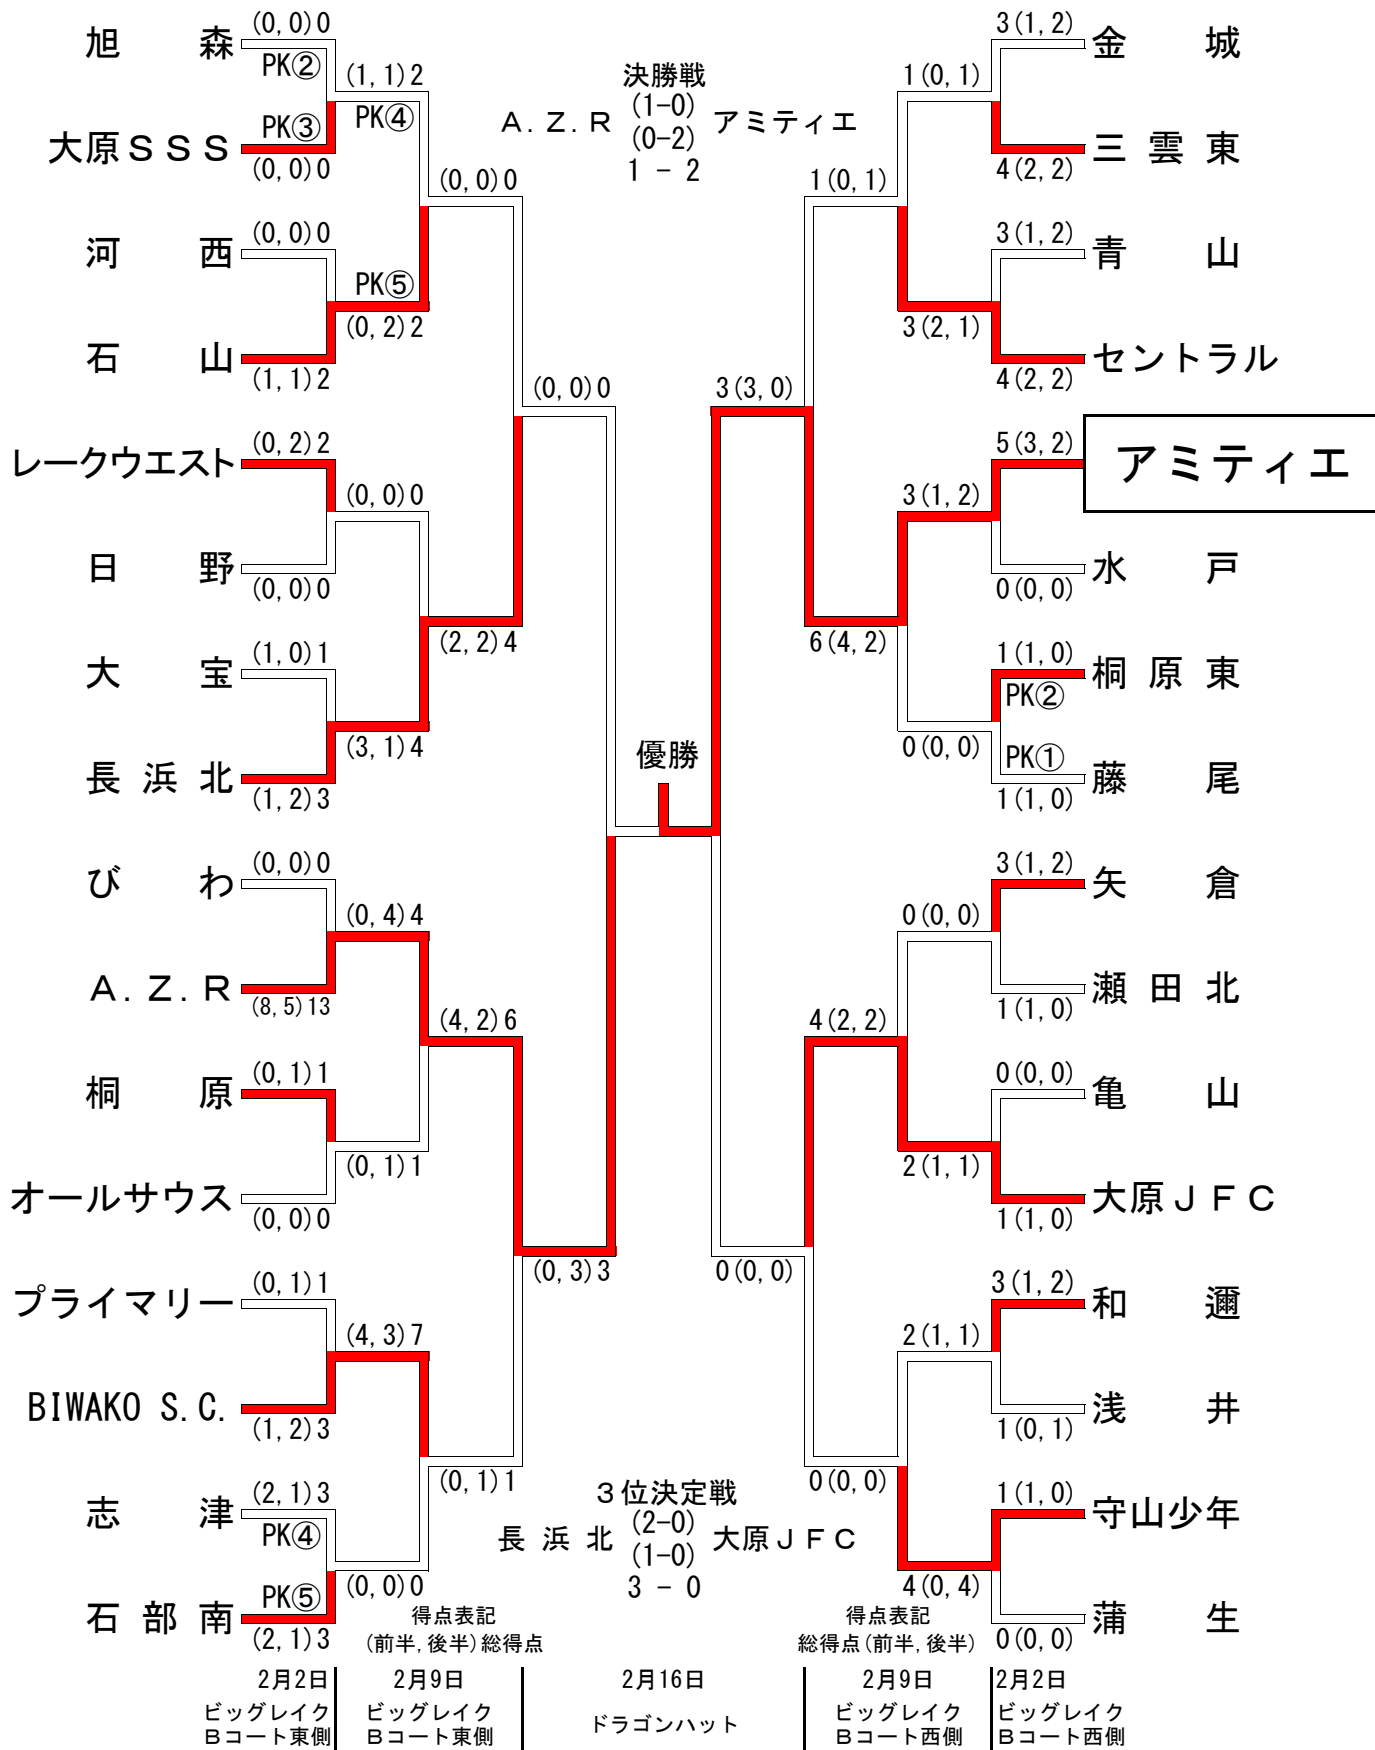 旭森
(0,0)0
PK②
大原ＳＳＳ
PK③
(0,0)0
(1,1)2
PK④
河西
(0,0)0
石山
(1,1)2
PK⑤
(0,2)2
(0,0)0
レークウエスト
(0,2)2
日野
(0,0)0
(0,0)0
大宝
(1,0)1
長浜北
(1,2)3
(3,1)4
(2,2)4
(0,0)0
びわ
(0,0)0
Ａ.Ｚ.Ｒ
(8,5)13
(0,4)4
桐原
(0,1)1
オールサウス
(0,0)0
(0,1)1
(4,2)6
プライマリー
(0,1)1
BIWAKO S.C.
(1,2)3
(4,3)7
志津
(2,1)3
PK④
石部南
PK⑤
(2,1)3
(0,0)0
(0,1)1
(0,3)3
決勝戦
Ａ.Ｚ.Ｒ
(1-0)
(0-2)
1 - 2
アミティエ
優勝
３位決定戦
長浜北
(2-0)
(1-0)
3 - 0
大原ＪＦＣ
3(1,2)
金城
三雲東
4(2,2)
1(0,1)
3(1,2)
青山
セントラル
4(2,2)
3(2,1)
1(0,1)
5(3,2)
アミティエ
水戸
0(0,0)
3(1,2)
1(1,0)
桐原東
PK②
PK①
藤尾
1(1,0)
0(0,0)
6(4,2)
3(3,0)
3(1,2)
矢倉
瀬田北
1(1,0)
0(0,0)
0(0,0)
亀山
大原ＪＦＣ
1(1,0)
2(1,1)
4(2,2)
3(1,2)
和邇
浅井
1(0,1)
2(1,1)
1(1,0)
守山少年
蒲生
0(0,0)
4(0,4)
0(0,0)
0(0,0)
得点表記
(前半,後半)総得点
得点表記
総得点(前半,後半)
2月2日
ビッグレイク
Ｂコート東側
2月9日
ビッグレイク
Ｂコート東側
2月16日
ドラゴンハット
2月9日
ビッグレイク
Ｂコート西側
2月2日
ビッグレイク
Ｂコート西側